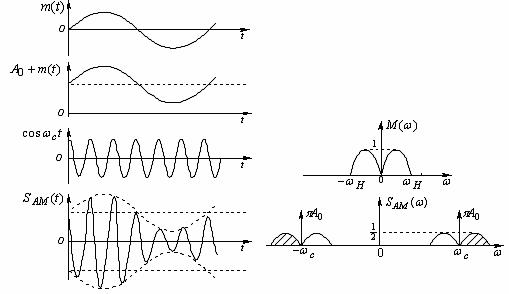 m(t)
0
t
A₀ + m(t)
0
t
cos ω_c t
0
t
S_AM(t)
0
t
M(ω)
1
-ω_H
0
ω_H
ω
S_AM(ω)
πA₀
πA₀
1/2
-ω_c
0
ω_c
ω